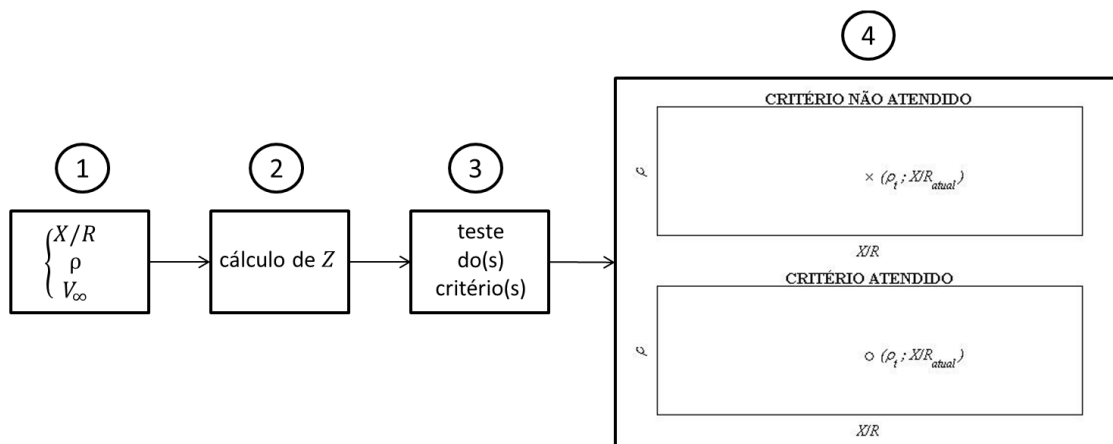 4
CRITÉRIO NÃO ATENDIDO
ρ
× (ρt ; X/Ratual)
X/R
1
2
3
X/R
ρ
V∞
cálculo de Z
teste
do(s)
critério(s)
CRITÉRIO ATENDIDO
ρ
(ρt ; X/Ratual)
X/R